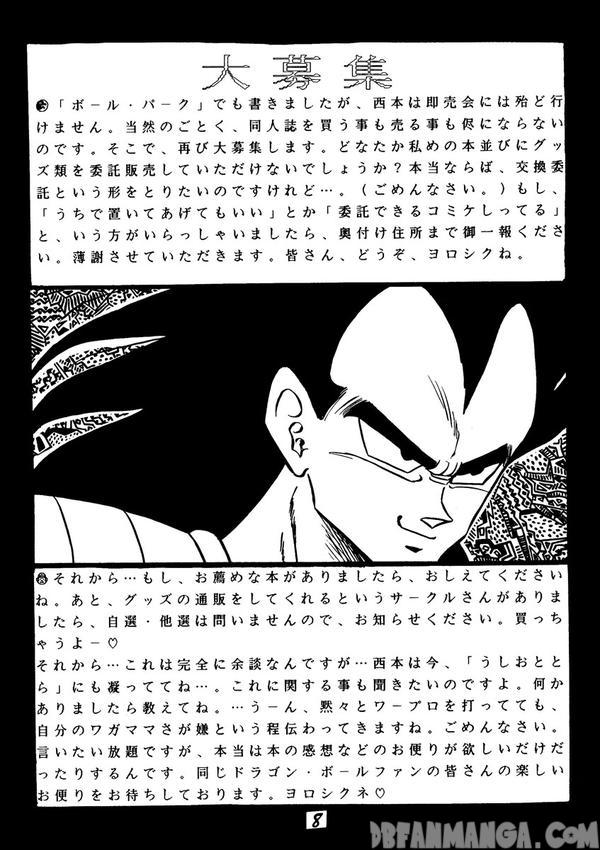 大募集
「ボール・パーク」でも書きましたが、西本は即売会には殆ど行
けません。当然のごとく、同人誌を買う事も売る事も侭にならない
のです。そこで、再び大募集します。どなたか私めの本並びにグッ
ズ類を委託販売していただけないでしょうか？本当ならば、交換委
託という形をとりたいのですけれど…。（ごめんなさい。）もし、
「うちで置いてあげてもいい」とか「委託できるコミケしってる」
と、いう方がいらっしゃいましたら、奥付け住所まで御一報くださ
い。薄謝させていただきます。皆さん、どうぞ、ヨロシクね。
それから…もし、お薦めな本がありましたら、おしえてください
ね。あと、グッズの通販をしてくれるというサークルさんがありま
したら、自選・他選は問いませんので、お知らせください。買っち
ゃうよー♡
それから…これは完全に余談なんですが…西本は今、「うしおとと
ら」にも凝っててね…。これに関する事も聞きたいのですよ。何か
ありましたら教えてね。…うーん、黙々とワープロを打ってても、
自分のワガママさが嫌という程伝わってきますね。ごめんなさい。
言いたい放題ですが、本当は本の感想などのお便りが欲しいだけだ
ったりするんです。同じドラゴン・ボールファンの皆さんの楽しい
お便りをお待ちしております。ヨロシクネ♡
8
DBFANMANGA.COM